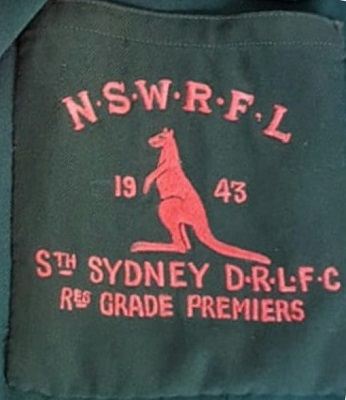 N·S·W·R·F·L
19 43
STH SYDNEY D·R·L·F·C
RES GRADE PREMIERS